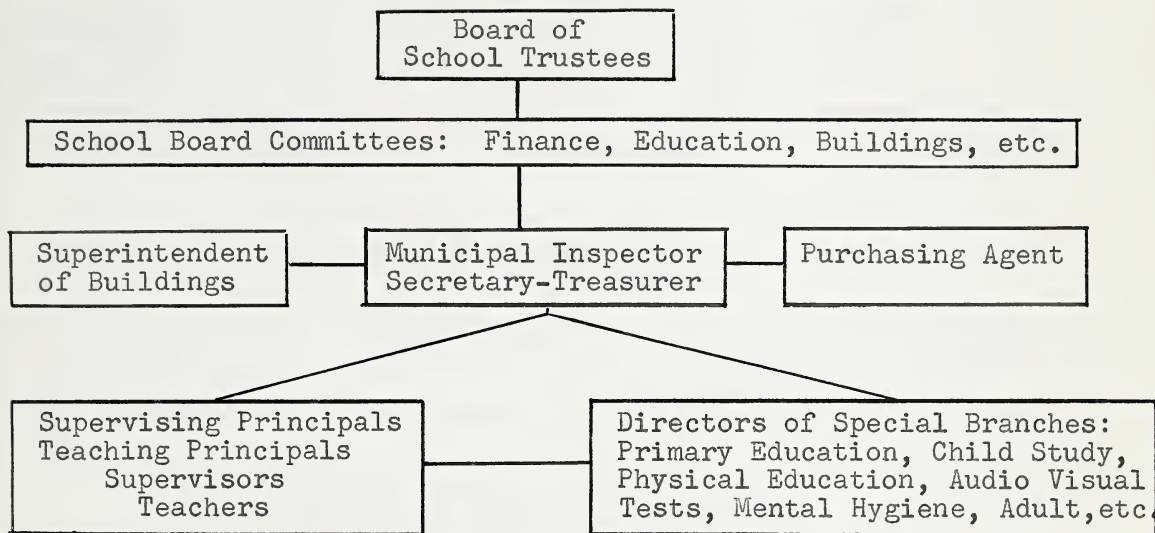 Board of
School Trustees
School Board Committees: Finance, Education, Buildings, etc.
Superintendent
of Buildings
Municipal Inspector
Secretary-Treasurer
Purchasing Agent
Supervising Principals
Teaching Principals
Supervisors
Teachers
Directors of Special Branches:
Primary Education, Child Study,
Physical Education, Audio Visual
Tests, Mental Hygiene, Adult,etc.